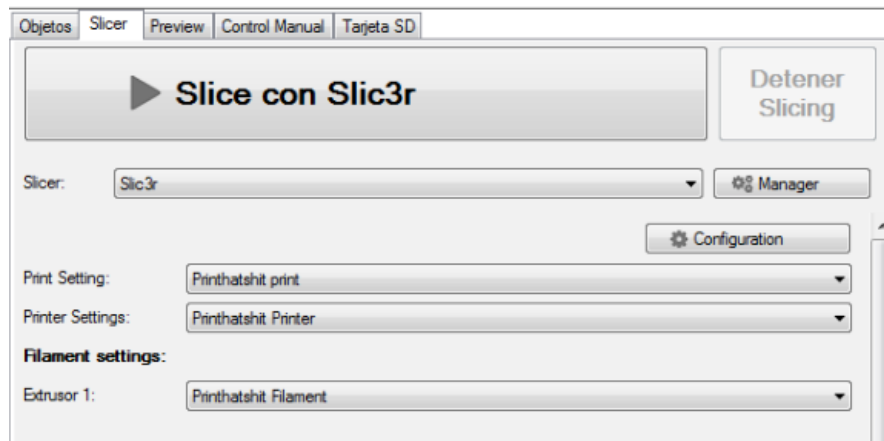 Objetos Slicer Preview Control Manual Tarjeta SD
Slice con Slic3r
Detener
Slicing
Slicer: Slic3r Manager
Configuration
Print Setting: Printhatshit print
Printer Settings: Printhatshit Printer
Filament settings:
Extrusor 1: Printhatshit Filament